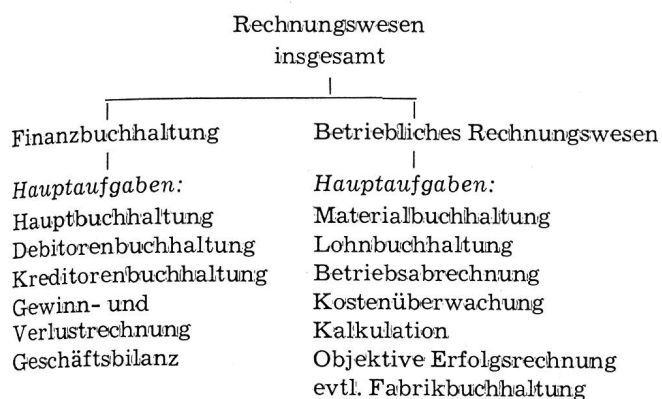 Rechnungswesen
insgesamt
Finanzbuchhaltung
Hauptaufgaben:
Hauptbuchhaltung
Debitorenbuchhaltung
Kreditorenbuchhaltung
Gewinn- und
Verlustrechnung
Geschäftsbilanz
Betriebliches Rechnungswesen
Hauptaufgaben:
Materialbuchhaltung
Lohnbuchhaltung
Betriebsabrechnung
Kostenüberwachung
Kalkulation
Objektive Erfolgsrechnung
evtl. Fabrikbuchhaltung